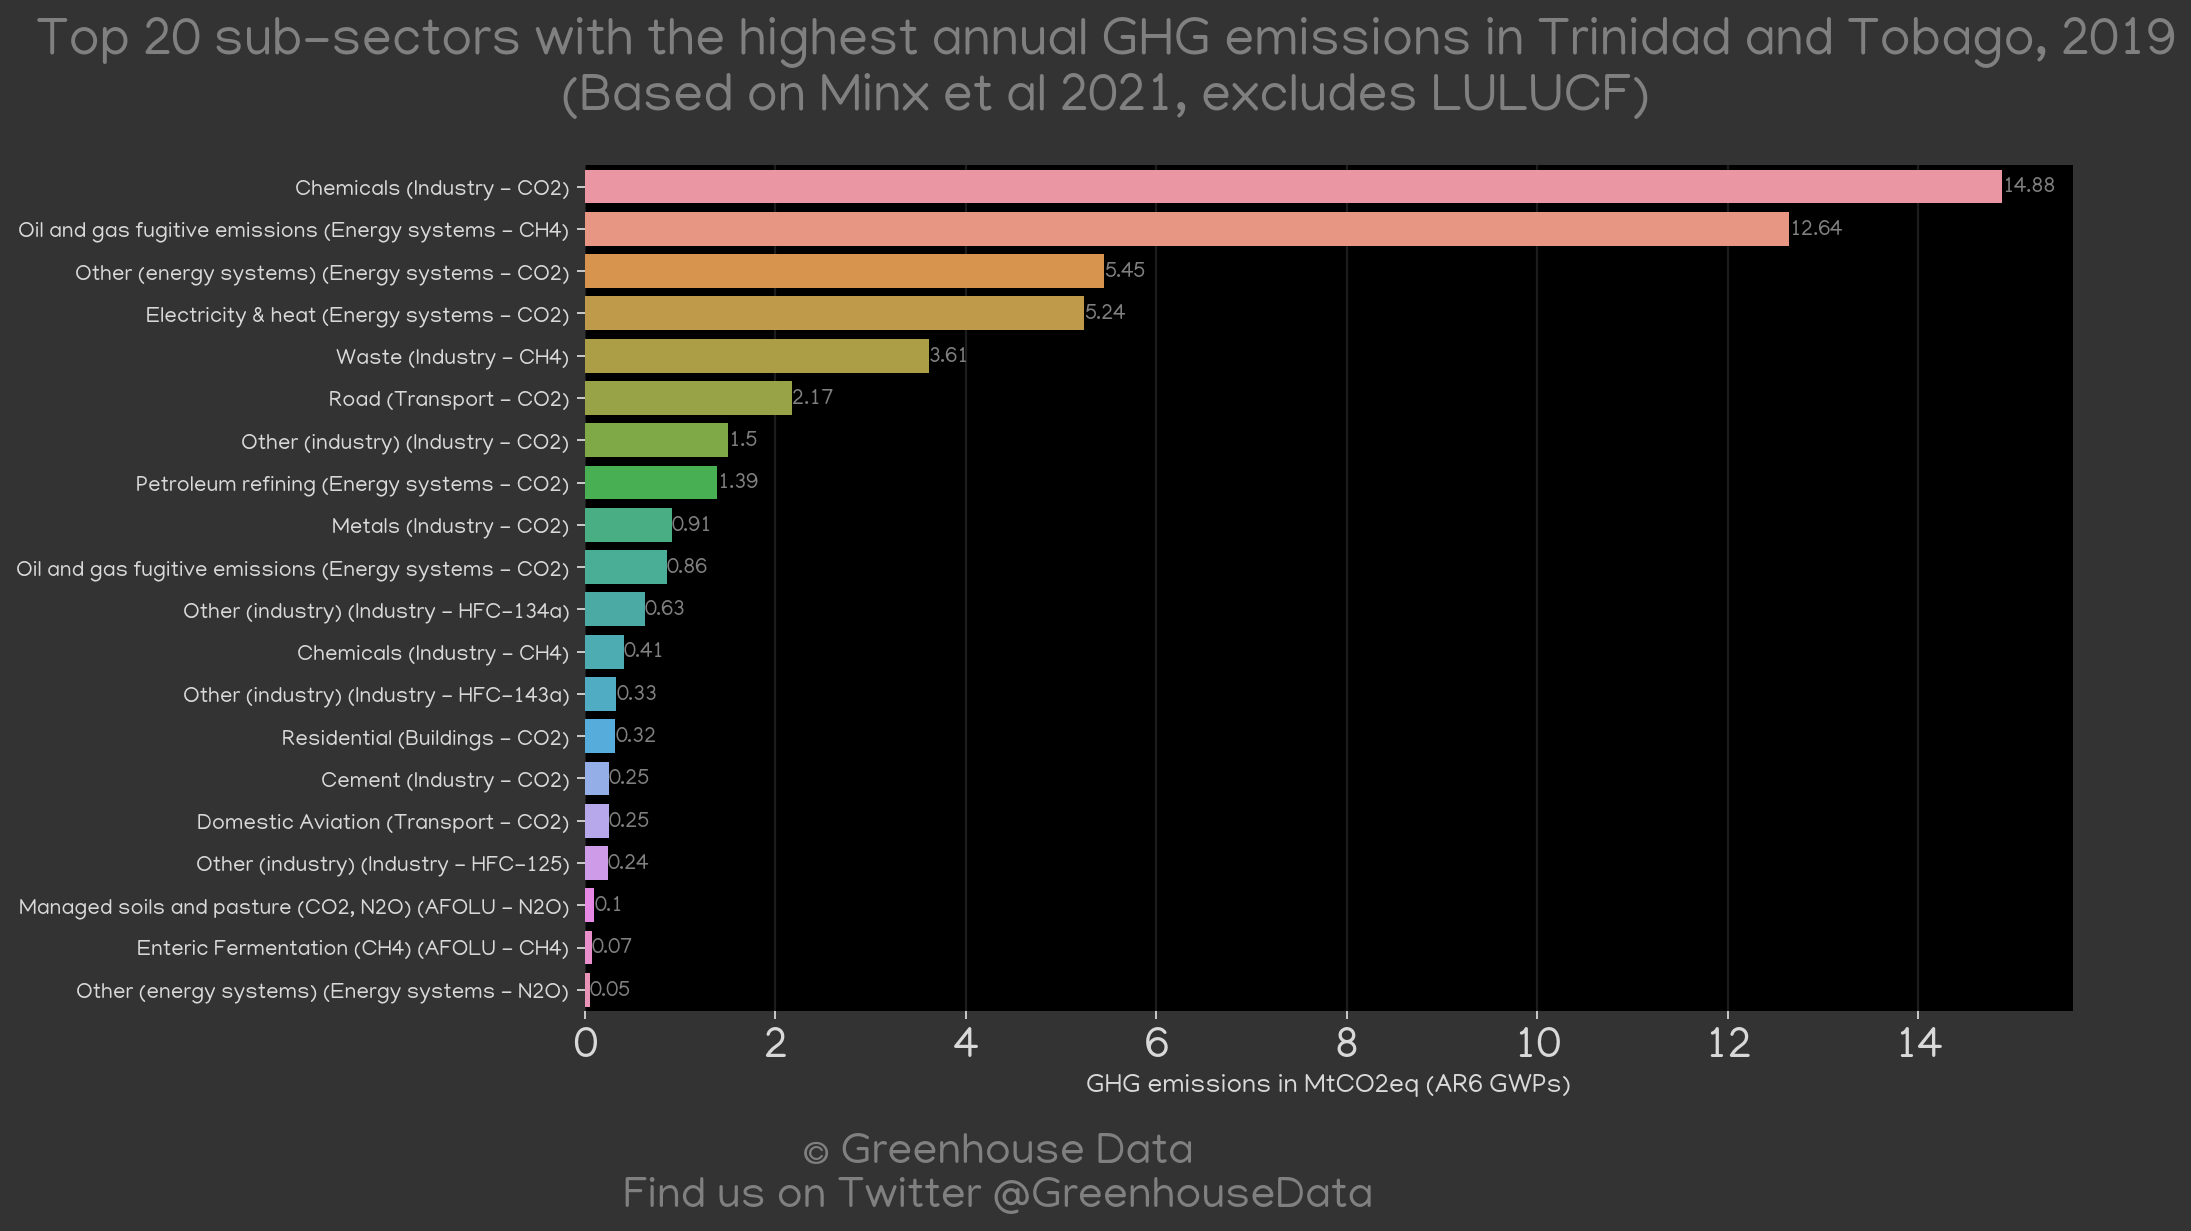 Top 20 sub-sectors with the highest annual GHG emissions in Trinidad and Tobago, 2019
(Based on Minx et al 2021, excludes LULUCF)
Chemicals (Industry - CO2) 14.88
Oil and gas fugitive emissions (Energy systems - CH4) 12.64
Other (energy systems) (Energy systems - CO2) 5.45
Electricity & heat (Energy systems - CO2) 5.24
Waste (Industry - CH4) 3.61
Road (Transport - CO2) 2.17
Other (industry) (Industry - CO2) 1.5
Petroleum refining (Energy systems - CO2) 1.39
Metals (Industry - CO2) 0.91
Oil and gas fugitive emissions (Energy systems - CO2) 0.86
Other (industry) (Industry - HFC-134a) 0.63
Chemicals (Industry - CH4) 0.41
Other (industry) (Industry - HFC-143a) 0.33
Residential (Buildings - CO2) 0.32
Cement (Industry - CO2) 0.25
Domestic Aviation (Transport - CO2) 0.25
Other (industry) (Industry - HFC-125) 0.24
Managed soils and pasture (CO2, N2O) (AFOLU - N2O) 0.1
Enteric Fermentation (CH4) (AFOLU - CH4) 0.07
Other (energy systems) (Energy systems - N2O) 0.05
0 2 4 6 8 10 12 14
GHG emissions in MtCO2eq (AR6 GWPs)
© Greenhouse Data
Find us on Twitter @GreenhouseData